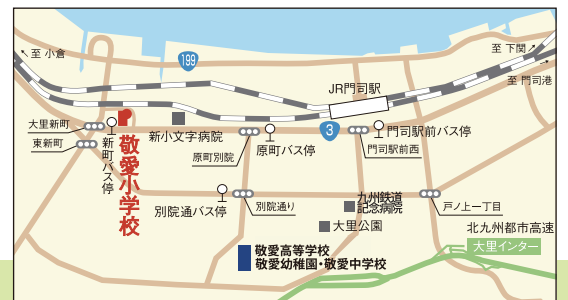 至 小倉
199
至 下関
至 門司港
JR門司駅
大里新町
東新町
新町バス停
敬愛小学校
新小文字病院
原町別院
原町バス停
3
門司駅前バス停
門司駅前西
別院通バス停
別院通り
九州鉄道
記念病院
大里公園
戸ノ上一丁目
北九州都市高速
大里インター
敬愛高等学校
敬愛幼稚園・敬愛中学校